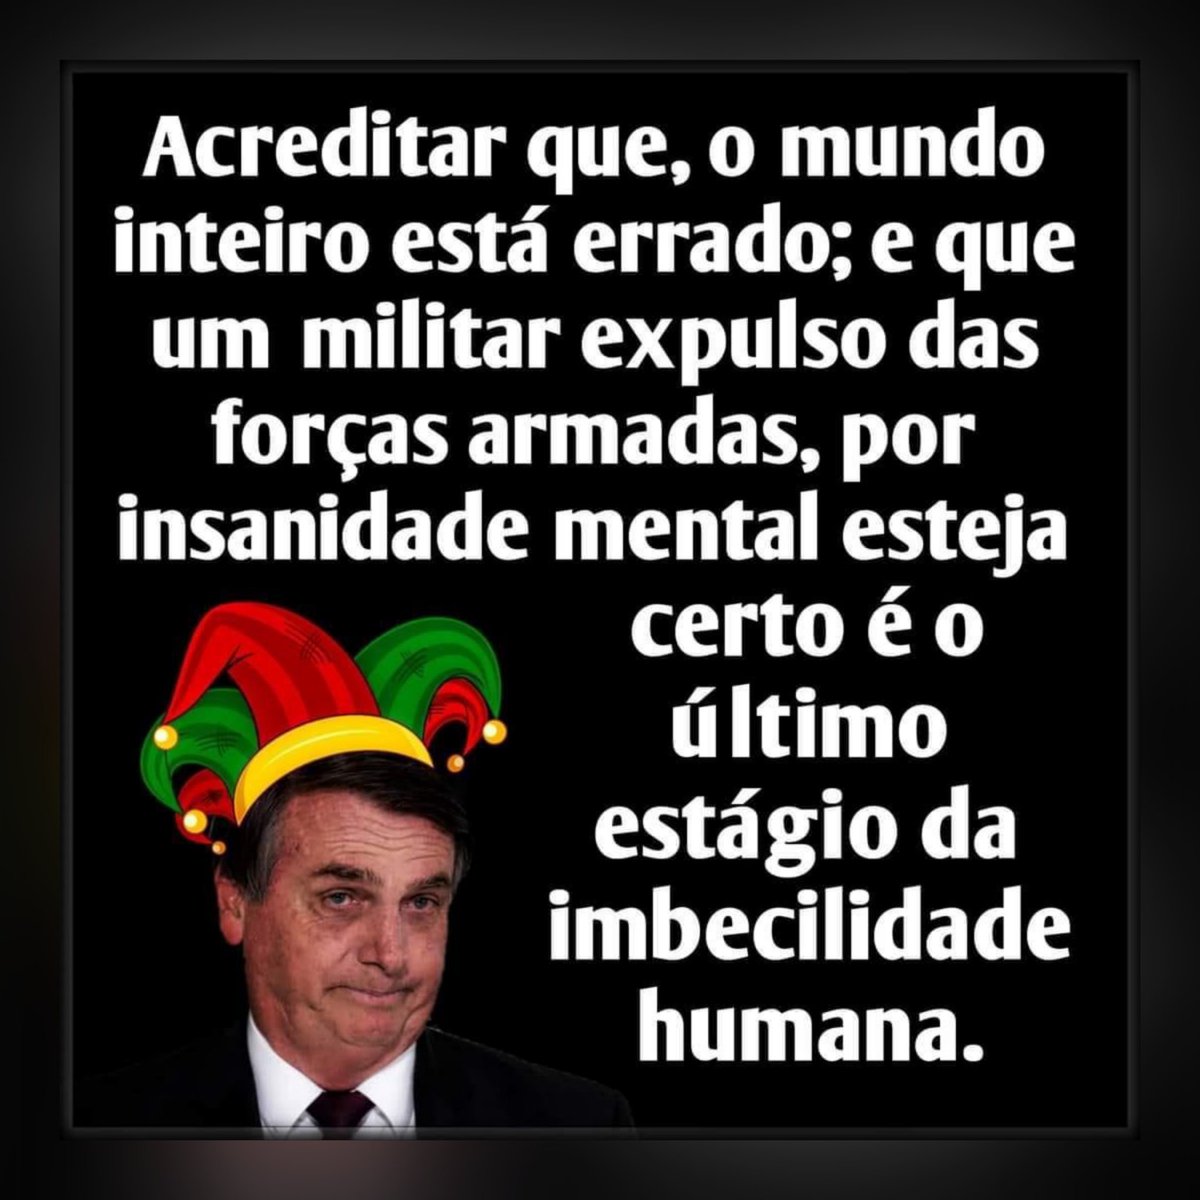 Acreditar que, o mundo
inteiro está errado; e que
um militar expulso das
forças armadas, por
insanidade mental esteja
certo é o
último
estágio da
imbecilidade
humana.